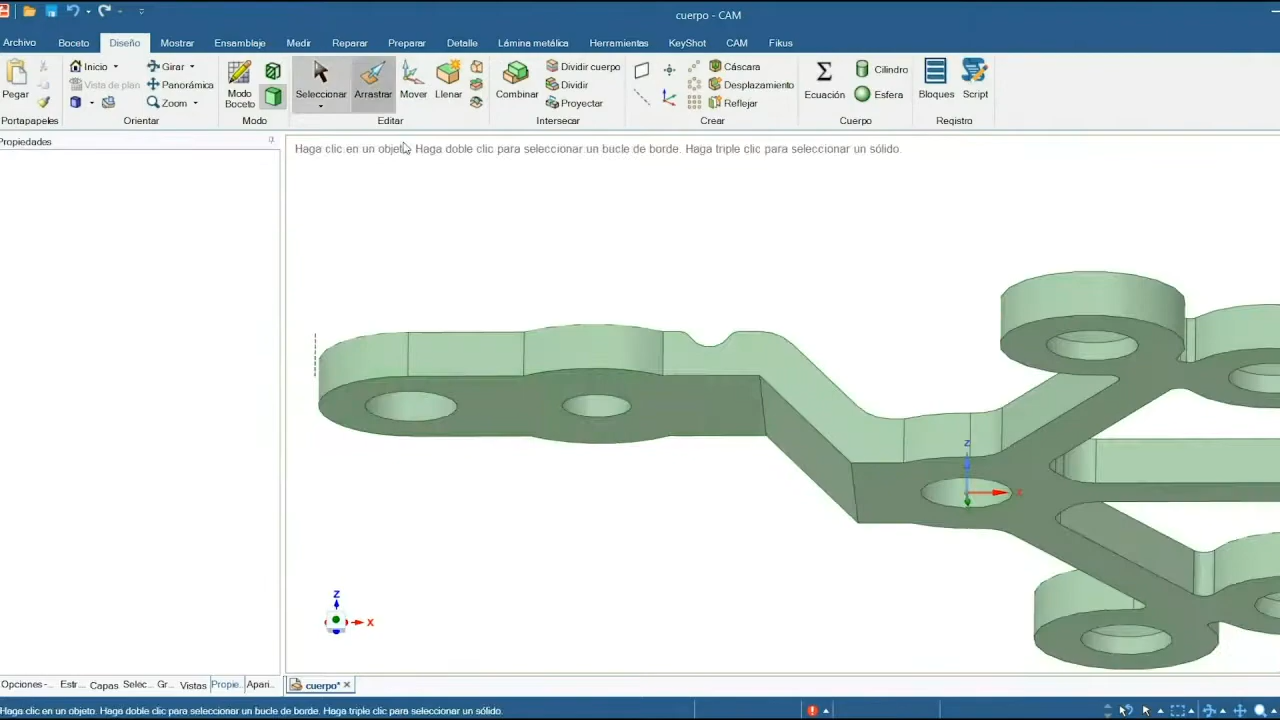 cuerpo - CAM
Archivo Boceto Diseño Mostrar Ensamblaje Medir Reparar Preparar Detalle Lámina metálica Herramientas KeyShot CAM Fikus
Pegar
Portapapeles
Inicio Girar
Vista de plan Panorámica
Zoom
Orientar
Modo
Boceto
Modo
Seleccionar Arrastrar Mover Llenar
Editar
Combinar
Dividir cuerpo
Dividir
Proyectar
Intersecar
Cáscara
Desplazamiento
Reflejar
Crear
Ecuación
Cilindro
Esfera
Cuerpo
Bloques Script
Registro
Propiedades
Haga clic en un objeto. Haga doble clic para seleccionar un bucle de borde. Haga triple clic para seleccionar un sólido.
Z
X
Z
X
Opciones-... Estr... Capas Selec... Gr... Vistas Propie... Apari...
cuerpo*
Haga clic en un objeto. Haga doble clic para seleccionar un bucle de borde. Haga triple clic para seleccionar un sólido.